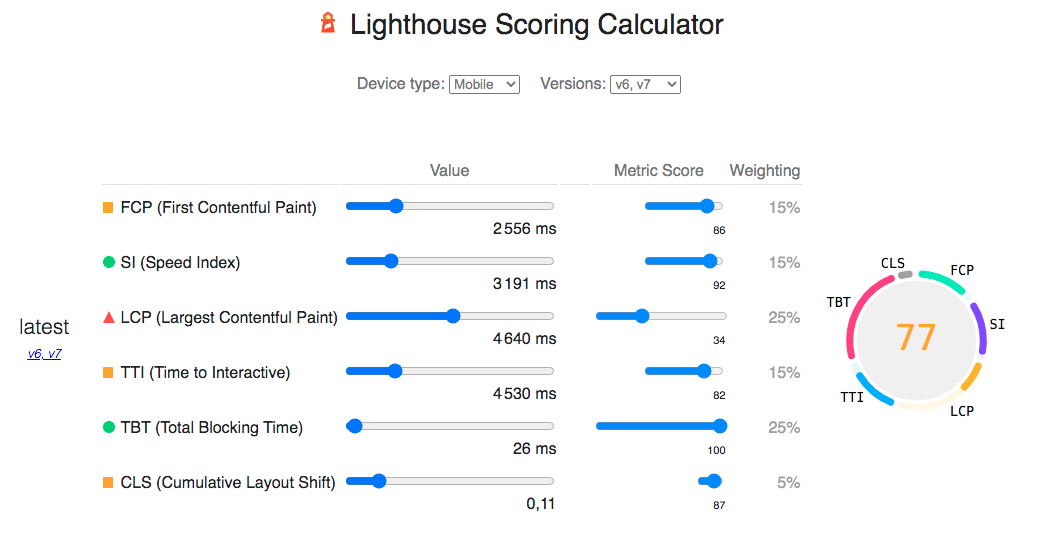 Lighthouse Scoring Calculator
Device type: Mobile Versions: v6, v7
Value Metric Score Weighting
latest
v6, v7
FCP (First Contentful Paint) 15%
2 556 ms 86
SI (Speed Index) 15%
3 191 ms 92
LCP (Largest Contentful Paint) 25%
4 640 ms 34
TTI (Time to Interactive) 15%
4 530 ms 82
TBT (Total Blocking Time) 25%
26 ms 100
CLS (Cumulative Layout Shift) 5%
0,11 87
CLS FCP
TBT SI
77
TTI LCP